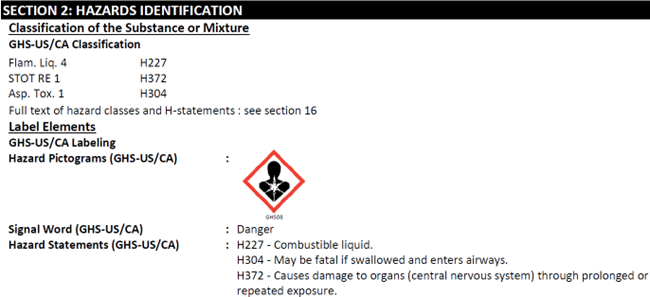 SECTION 2: HAZARDS IDENTIFICATION
Classification of the Substance or Mixture
GHS-US/CA Classification
Flam. Liq. 4 H227
STOT RE 1 H372
Asp. Tox. 1 H304
Full text of hazard classes and H-statements : see section 16
Label Elements
GHS-US/CA Labeling
Hazard Pictograms (GHS-US/CA) :
GHS08
Signal Word (GHS-US/CA) : Danger
Hazard Statements (GHS-US/CA) : H227 - Combustible liquid.
H304 - May be fatal if swallowed and enters airways.
H372 - Causes damage to organs (central nervous system) through prolonged or
repeated exposure.